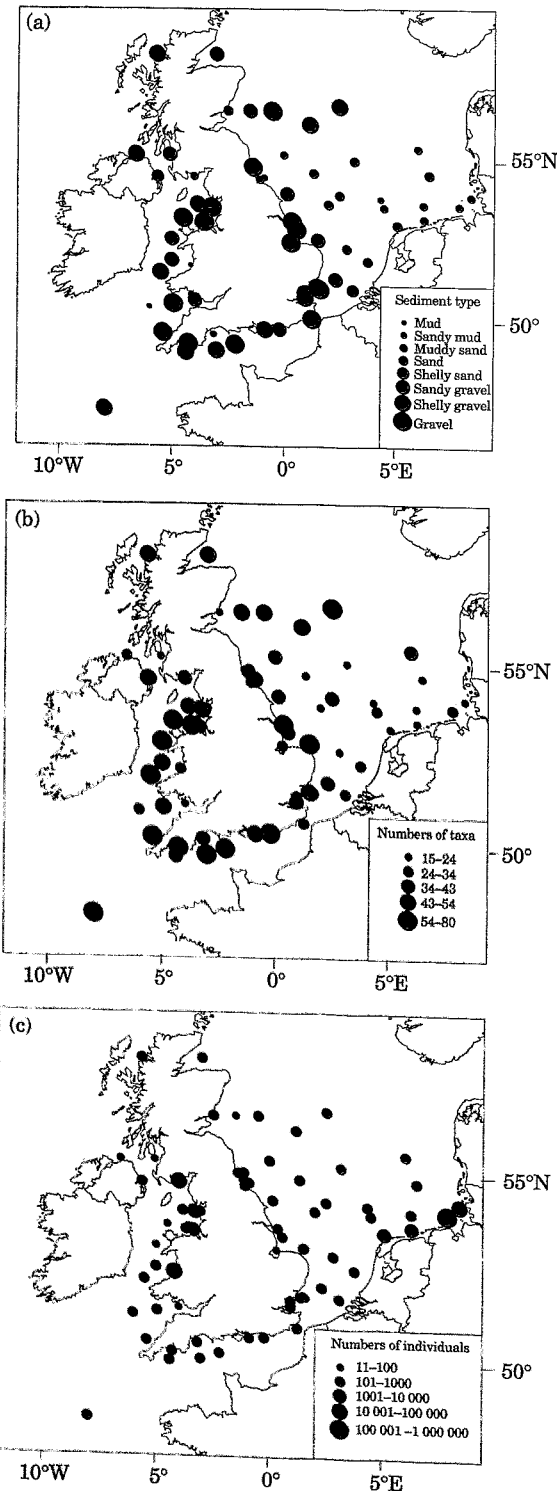 (a)
55°N
50°
Sediment type
Mud
Sandy mud
Muddy sand
Sand
Shelly sand
Sandy gravel
Shelly gravel
Gravel
10°W 5° 0° 5°E
(b)
55°N
50°
Numbers of taxa
15–24
24–34
34–43
43–54
54–80
10°W 5° 0° 5°E
(c)
55°N
50°
Numbers of individuals
11–100
101–1000
1001–10 000
10 001–100 000
100 001–1 000 000
10°W 5° 0° 5°E